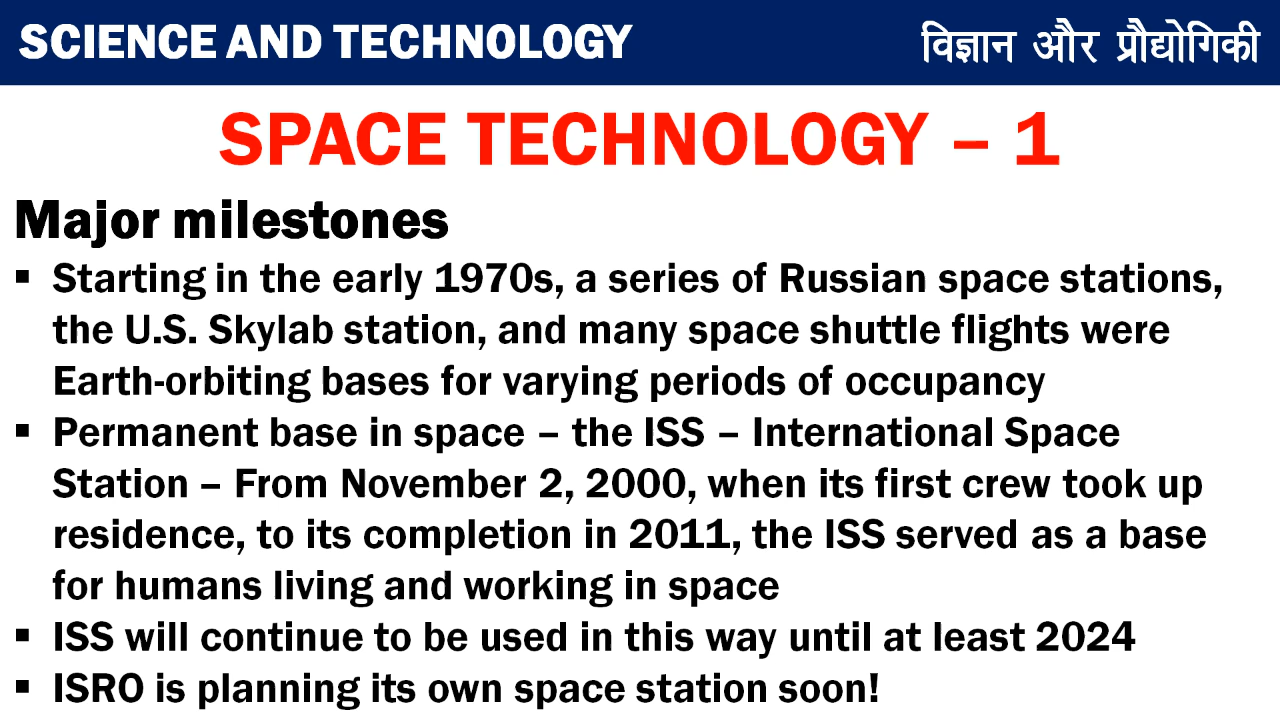 SCIENCE AND TECHNOLOGY
विज्ञान और प्रौद्योगिकी
SPACE TECHNOLOGY – 1
Major milestones
▪ Starting in the early 1970s, a series of Russian space stations,
the U.S. Skylab station, and many space shuttle flights were
Earth-orbiting bases for varying periods of occupancy
▪ Permanent base in space – the ISS – International Space
Station – From November 2, 2000, when its first crew took up
residence, to its completion in 2011, the ISS served as a base
for humans living and working in space
▪ ISS will continue to be used in this way until at least 2024
▪ ISRO is planning its own space station soon!